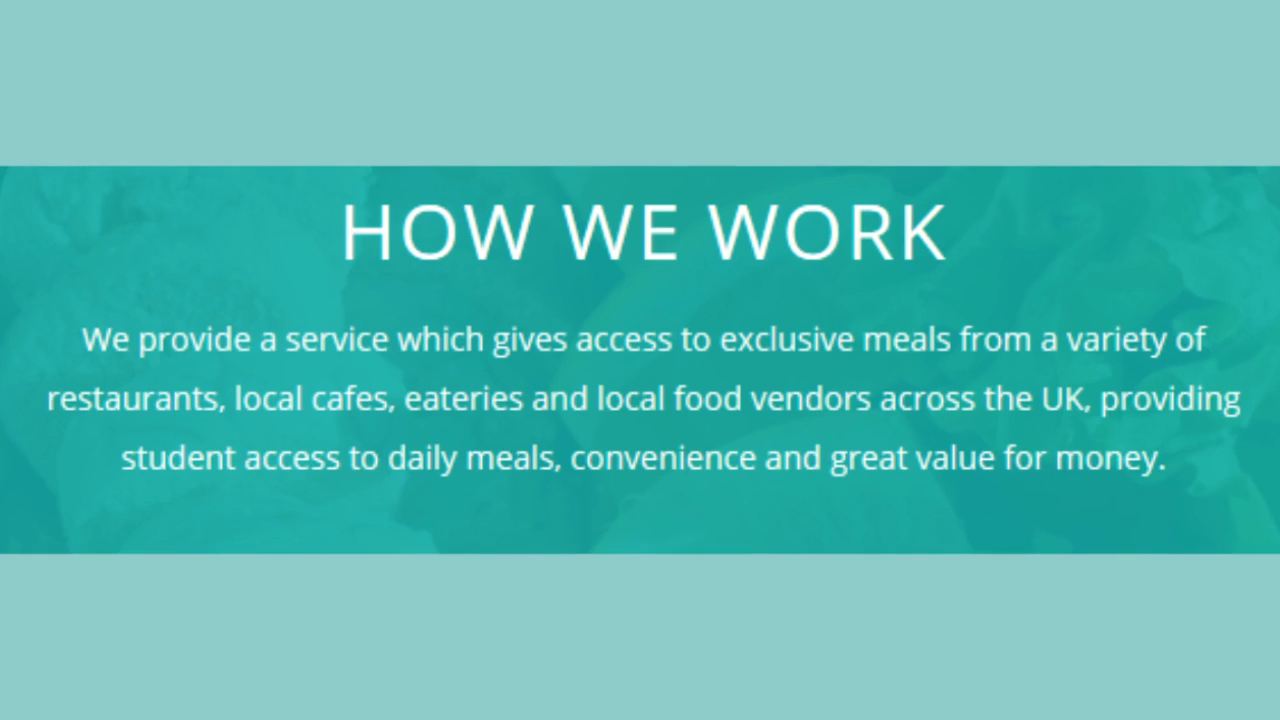 HOW WE WORK
We provide a service which gives access to exclusive meals from a variety of
restaurants, local cafes, eateries and local food vendors across the UK, providing
student access to daily meals, convenience and great value for money.